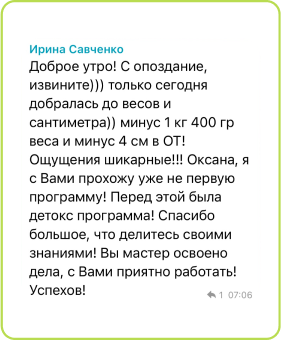 Ирина Савченко
Доброе утро! С опоздание,
извините))) только сегодня
добралась до весов и
сантиметра)) минус 1 кг 400 гр
веса и минус 4 см в ОТ!
Ощущения шикарные!!! Оксана, я
с Вами прохожу уже не первую
программу! Перед этой была
детокс программа! Спасибо
большое, что делитесь своими
знаниями! Вы мастер освоено
дела, с Вами приятно работать!
Успехов!
1 07:06